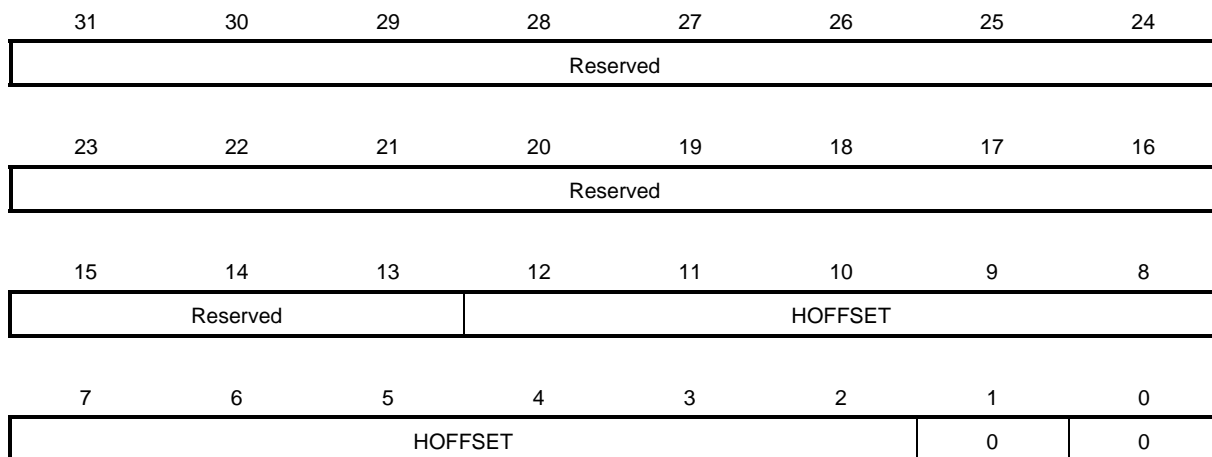 31 30 29 28 27 26 25 24
Reserved
23 22 21 20 19 18 17 16
Reserved
15 14 13 12 11 10 9 8
Reserved HOFFSET
7 6 5 4 3 2 1 0
HOFFSET 0 0